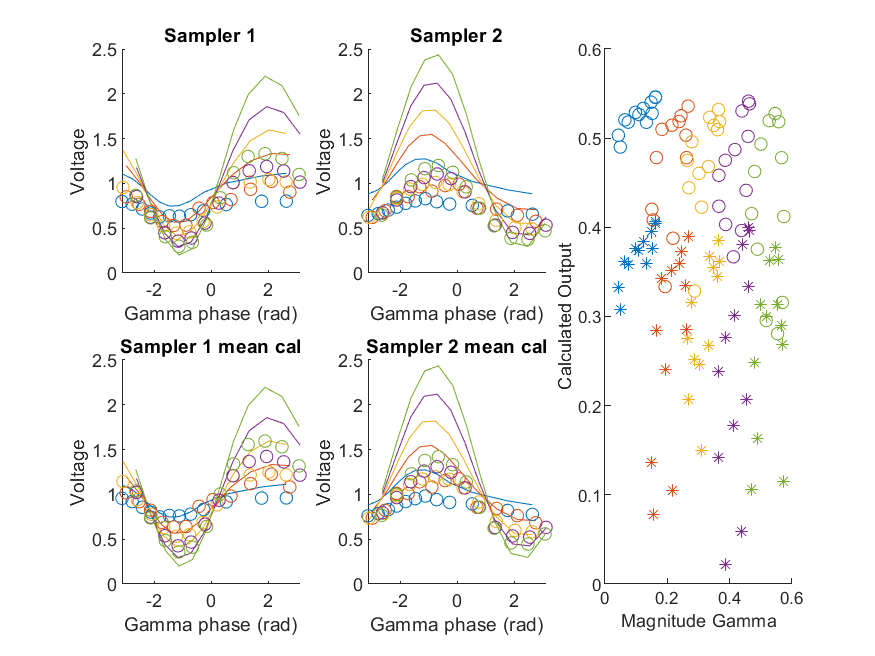 Sampler 1
2.5
2
1.5
1
0.5
0
Voltage
-2 0 2
Gamma phase (rad)
Sampler 2
2.5
2
1.5
1
0.5
0
Voltage
-2 0 2
Gamma phase (rad)
Sampler 1 mean cal
2.5
2
1.5
1
0.5
0
Voltage
-2 0 2
Gamma phase (rad)
Sampler 2 mean cal
2.5
2
1.5
1
0.5
0
Voltage
-2 0 2
Gamma phase (rad)
0.6
0.5
0.4
0.3
0.2
0.1
0
Calculated Output
0 0.2 0.4 0.6
Magnitude Gamma